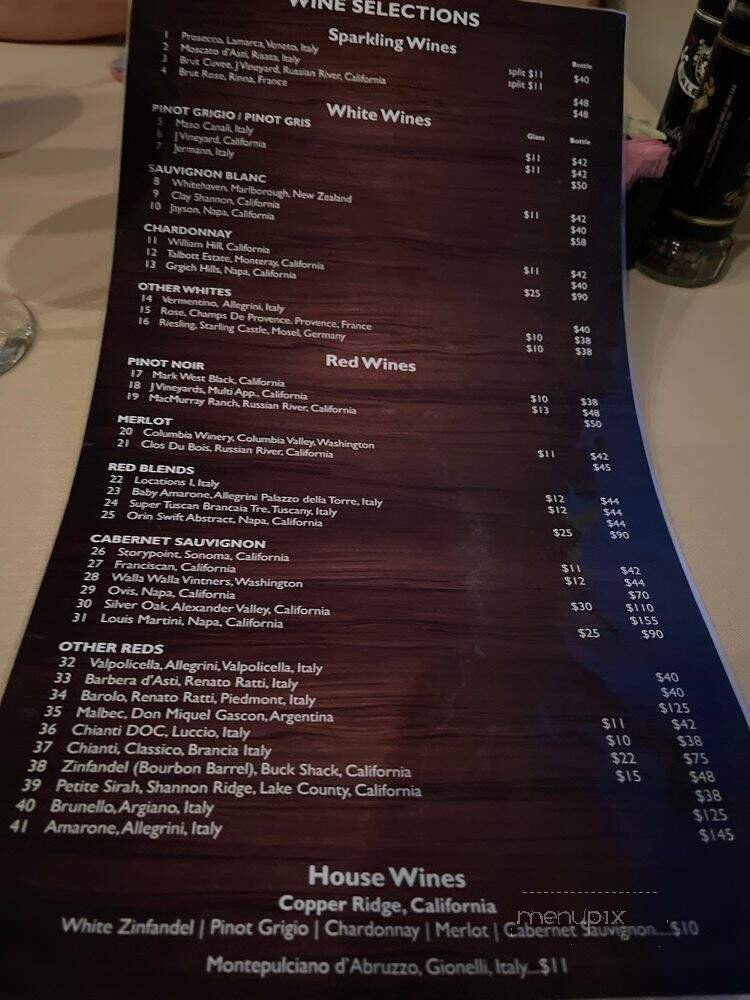 WINE SELECTIONS
Sparkling Wines
Bottle
1 Prosecco, Lamarca, Veneto, Italy split $11 $40
2 Moscato d'Asti, Risata, Italy split $11
3 Brut Cuvee, J Vineyard, Russian River, California $48
4 Brut Rose, Rinna, France $48
White Wines
Glass Bottle
PINOT GRIGIO / PINOT GRIS
5 Maso Canali, Italy $11 $42
6 J Vineyard, California $11 $42
7 Jermann, Italy $50
SAUVIGNON BLANC
8 Whitehaven, Marlborough, New Zealand $11 $42
9 Clay Shannon, California $40
10 Jayson, Napa, California $58
CHARDONNAY
11 William Hill, California $11 $42
12 Talbott Estate, Monteray, California $40
13 Grgich Hills, Napa, California $25 $90
OTHER WHITES
14 Vermentino, Allegrini, Italy $40
15 Rose, Champs De Provence, Provence, France $10 $38
16 Riesling, Starling Castle, Mosel, Germany $10 $38
Red Wines
PINOT NOIR
17 Mark West Black, California $10 $38
18 J Vineyards, Multi App., California $13 $48
19 MacMurray Ranch, Russian River, California $50
MERLOT
20 Columbia Winery, Columbia Valley, Washington $11 $42
21 Clos Du Bois, Russian River, California $45
RED BLENDS
22 Locations I, Italy $12 $44
23 Baby Amarone, Allegrini Palazzo della Torre, Italy $12 $44
24 Super Tuscan Brancaia Tre, Tuscany, Italy $44
25 Orin Swift Abstract, Napa, California $25 $90
CABERNET SAUVIGNON
26 Storypoint, Sonoma, California $11 $42
27 Franciscan, California $12 $44
28 Walla Walla Vintners, Washington $70
29 Ovis, Napa, California $30 $110
30 Silver Oak, Alexander Valley, California $155
31 Louis Martini, Napa, California $25 $90
OTHER REDS
32 Valpolicella, Allegrini, Valpolicella, Italy $40
33 Barbera d'Asti, Renato Ratti, Italy $40
34 Barolo, Renato Ratti, Piedmont, Italy $125
35 Malbec, Don Miquel Gascon, Argentina $11 $42
36 Chianti DOC, Luccio, Italy $10 $38
37 Chianti, Classico, Brancia Italy $22 $75
38 Zinfandel (Bourbon Barrel), Buck Shack, California $15 $48
39 Petite Sirah, Shannon Ridge, Lake County, California $38
40 Brunello, Argiano, Italy $125
41 Amarone, Allegrini, Italy $145
House Wines
Copper Ridge, California
White Zinfandel | Pinot Grigio | Chardonnay | Merlot | Cabernet Sauvignon....$10
Montepulciano d'Abruzzo, Gionelli, Italy...$11
menupix